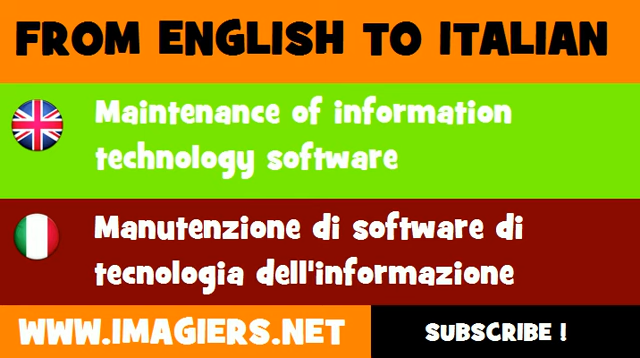 FROM ENGLISH TO ITALIAN
Maintenance of information
technology software
Manutenzione di software di
tecnologia dell'informazione
WWW.IMAGIERS.NET
SUBSCRIBE !